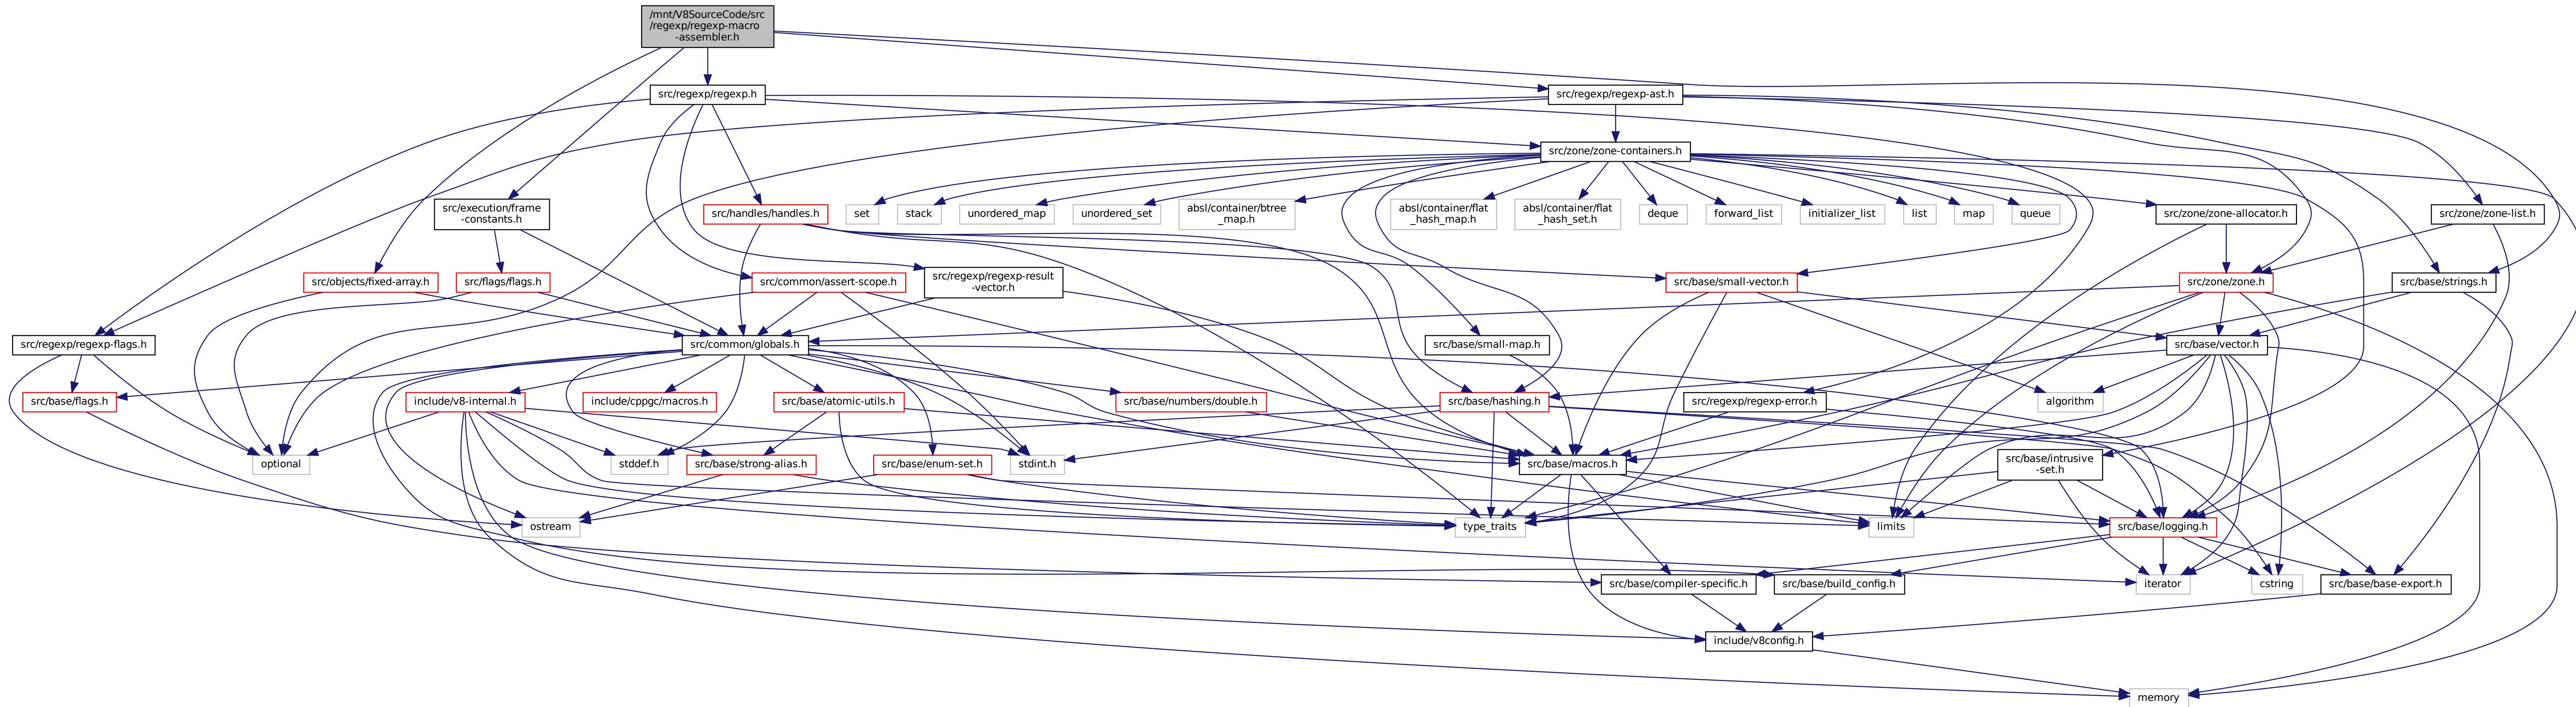 /mnt/V8SourceCode/src
/regexp/regexp-macro
-assembler.h
src/regexp/regexp.h
src/regexp/regexp-ast.h
src/zone/zone-containers.h
src/execution/frame
-constants.h
src/handles/handles.h
set
stack
unordered_map
unordered_set
absl/container/btree
_map.h
absl/container/flat
_hash_map.h
absl/container/flat
_hash_set.h
deque
forward_list
initializer_list
list
map
queue
src/zone/zone-allocator.h
src/zone/zone-list.h
src/objects/fixed-array.h
src/flags/flags.h
src/common/assert-scope.h
src/regexp/regexp-result
-vector.h
src/base/small-vector.h
src/zone/zone.h
src/base/strings.h
src/regexp/regexp-flags.h
src/common/globals.h
src/base/small-map.h
src/base/vector.h
src/base/flags.h
include/v8-internal.h
include/cppgc/macros.h
src/base/atomic-utils.h
src/base/numbers/double.h
src/base/hashing.h
src/regexp/regexp-error.h
algorithm
optional
stddef.h
src/base/strong-alias.h
src/base/enum-set.h
stdint.h
src/base/macros.h
src/base/intrusive
-set.h
ostream
type_traits
limits
src/base/logging.h
src/base/compiler-specific.h
src/base/build_config.h
iterator
cstring
src/base/base-export.h
include/v8config.h
memory